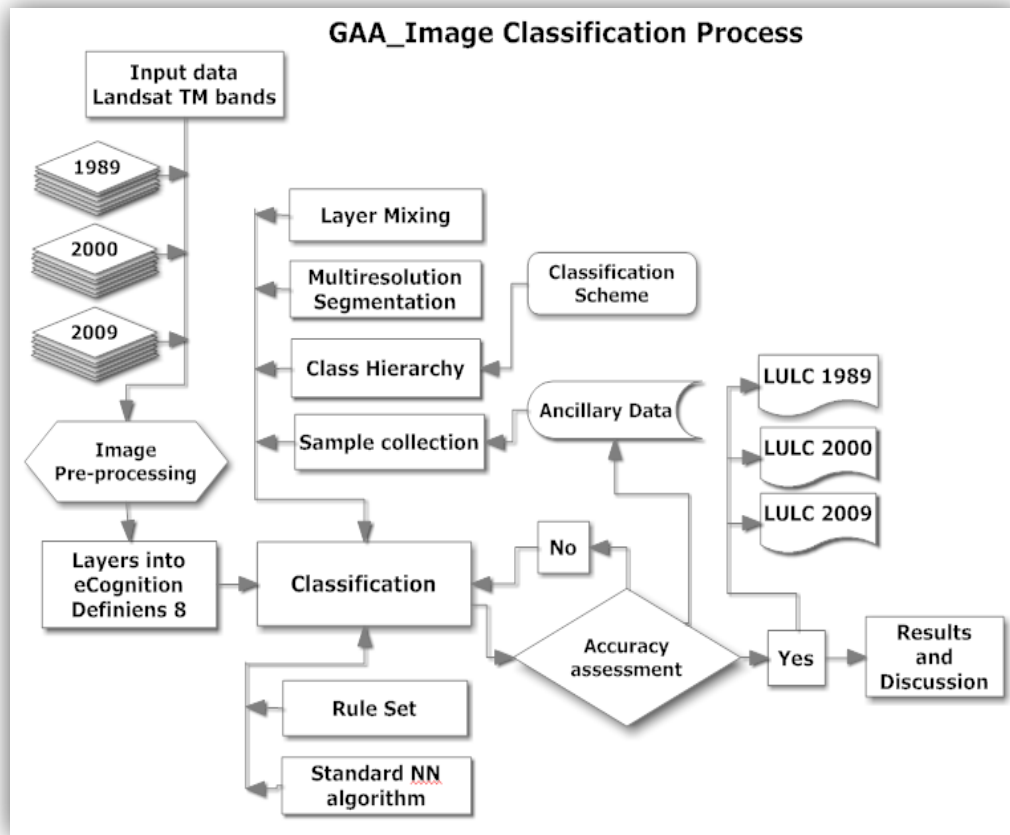 GAA_Image Classification Process
Input data
Landsat TM bands
1989
2000
2009
Image
Pre-processing
Layers into
eCognition
Definiens 8
Layer Mixing
Multiresolution
Segmentation
Class Hierarchy
Sample collection
Classification
Scheme
Ancillary Data
Classification
Rule Set
Standard NN
algorithm
No
Accuracy
assessment
Yes
LULC 1989
LULC 2000
LULC 2009
Results
and
Discussion